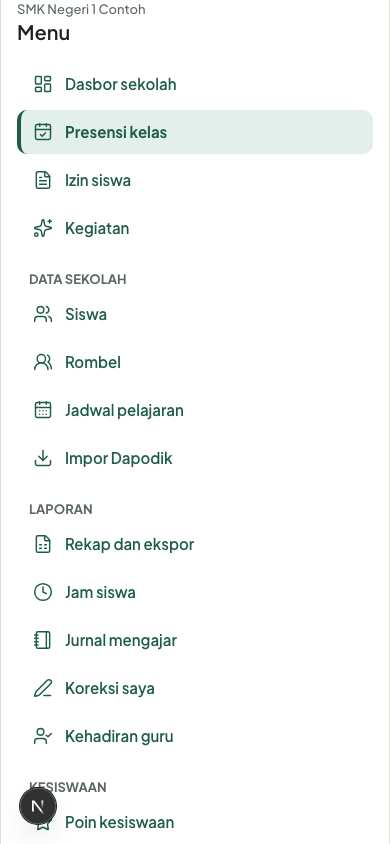 SMK Negeri 1 Contoh
Menu
Dasbor sekolah
Presensi kelas
Izin siswa
Kegiatan
DATA SEKOLAH
Siswa
Rombel
Jadwal pelajaran
Impor Dapodik
LAPORAN
Rekap dan ekspor
Jam siswa
Jurnal mengajar
Koreksi saya
Kehadiran guru
KESISWAAN
N
Poin kesiswaan